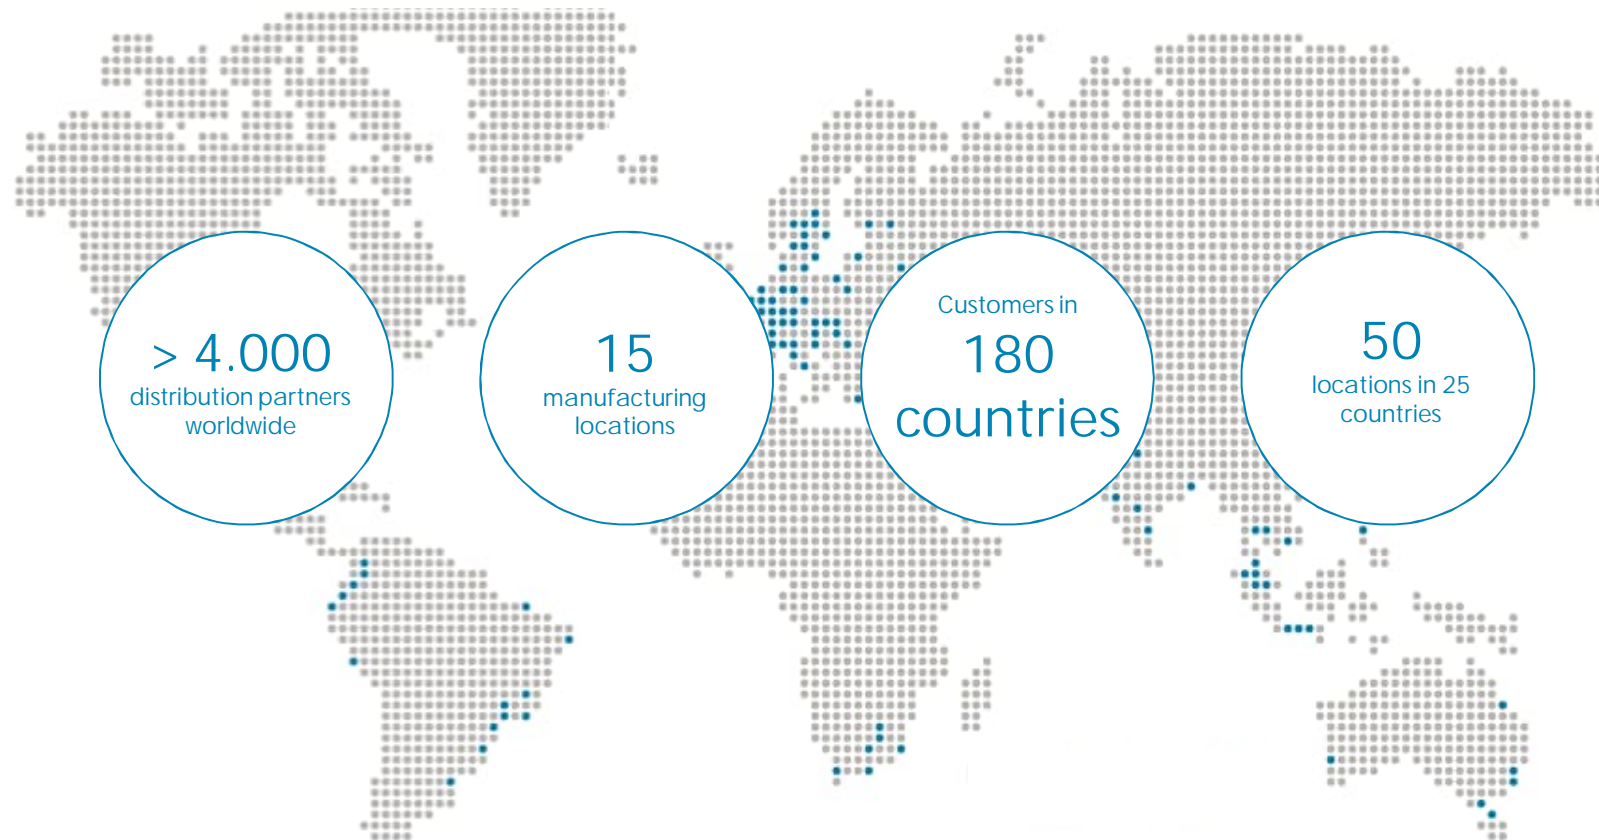 > 4.000
distribution partners
worldwide
15
manufacturing
locations
Customers in
180
countries
50
locations in 25
countries